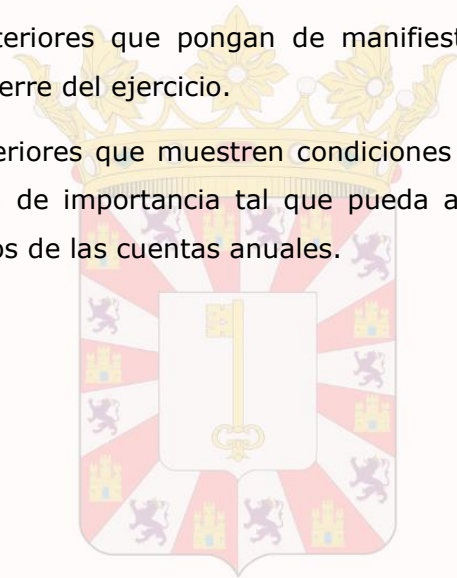 teriores que pongan de manifiest
erre del ejercicio.
eriores que muestren condiciones
de importancia tal que pueda a
os de las cuentas anuales.